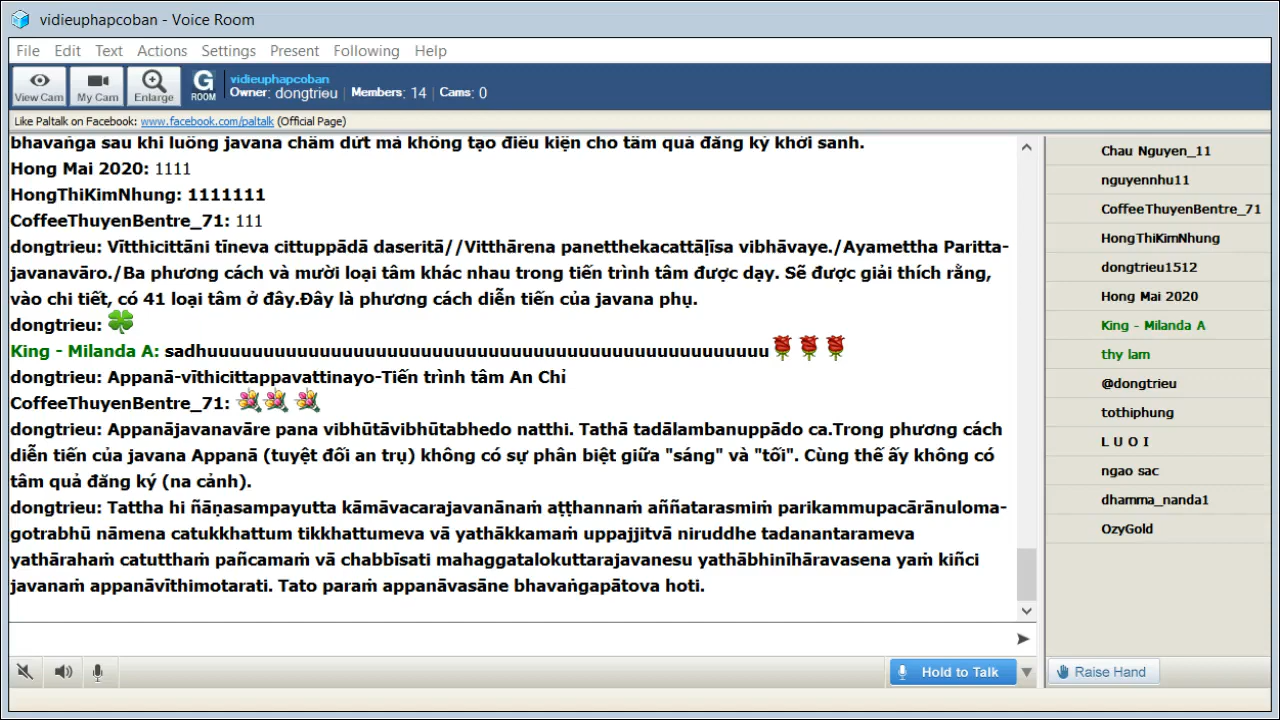 vidieuphapcoban - Voice Room
File Edit Text Actions Settings Present Following Help
View Cam My Cam Enlarge G ROOM vidieuphapcoban
Owner: dongtrieu Members: 14 Cams: 0
Like Paltalk on Facebook: www.facebook.com/paltalk (Official Page)
bhavaṅga sau khi luồng javana chấm dứt mà không tạo điều kiện cho tâm quả đăng ký khởi sanh.
Hong Mai 2020: 1111
HongThiKimNhung: 1111111
CoffeeThuyenBentre_71: 111
dongtrieu: Vītthicittāni tīneva cittuppādā daseritā//Vitthārena panetthekacattāḷīsa vibhāvaye./Ayamettha Paritta-
javanavāro./Ba phương cách và mười loại tâm khác nhau trong tiến trình tâm được dạy. Sẽ được giải thích rằng,
vào chi tiết, có 41 loại tâm ở đây.Đây là phương cách diễn tiến của javana phụ.
dongtrieu:
King - Milanda A: sadhuuuuuuuuuuuuuuuuuuuuuuuuuuuuuuuuuuuuuuuuuuuuuuuuuu
dongtrieu: Appanā-vīthicittappavattinayo-Tiến trình tâm An Chỉ
CoffeeThuyenBentre_71:
dongtrieu: Appanājavanavāre pana vibhūtāvibhūtabhedo natthi. Tathā tadālambanuppādo ca.Trong phương cách
diễn tiến của javana Appanā (tuyệt đối an trụ) không có sự phân biệt giữa "sáng" và "tối". Cùng thế ấy không có
tâm quả đăng ký (na cảnh).
dongtrieu: Tattha hi ñāṇasampayutta kāmāvacarajavanānaṁ aṭṭhannaṁ aññatarasmiṁ parikammupacārānuloma-
gotrabhū nāmena catukkhattum tikkhattumeva vā yathākkamaṁ uppajjitvā niruddhe tadanantarameva
yathārahaṁ catutthaṁ pañcamaṁ vā chabbīsati mahaggatalokuttarajavanesu yathābhinīhāravasena yaṁ kiñci
javanaṁ appanāvīthimotarati. Tato paraṁ appanāvasāne bhavaṅgapātova hoti.
Hold to Talk
Chau Nguyen_11
nguyennhu11
CoffeeThuyenBentre_71
HongThiKimNhung
dongtrieu1512
Hong Mai 2020
King - Milanda A
thy lam
@dongtrieu
tothiphung
L U O I
ngao sac
dhamma_nanda1
OzyGold
Raise Hand